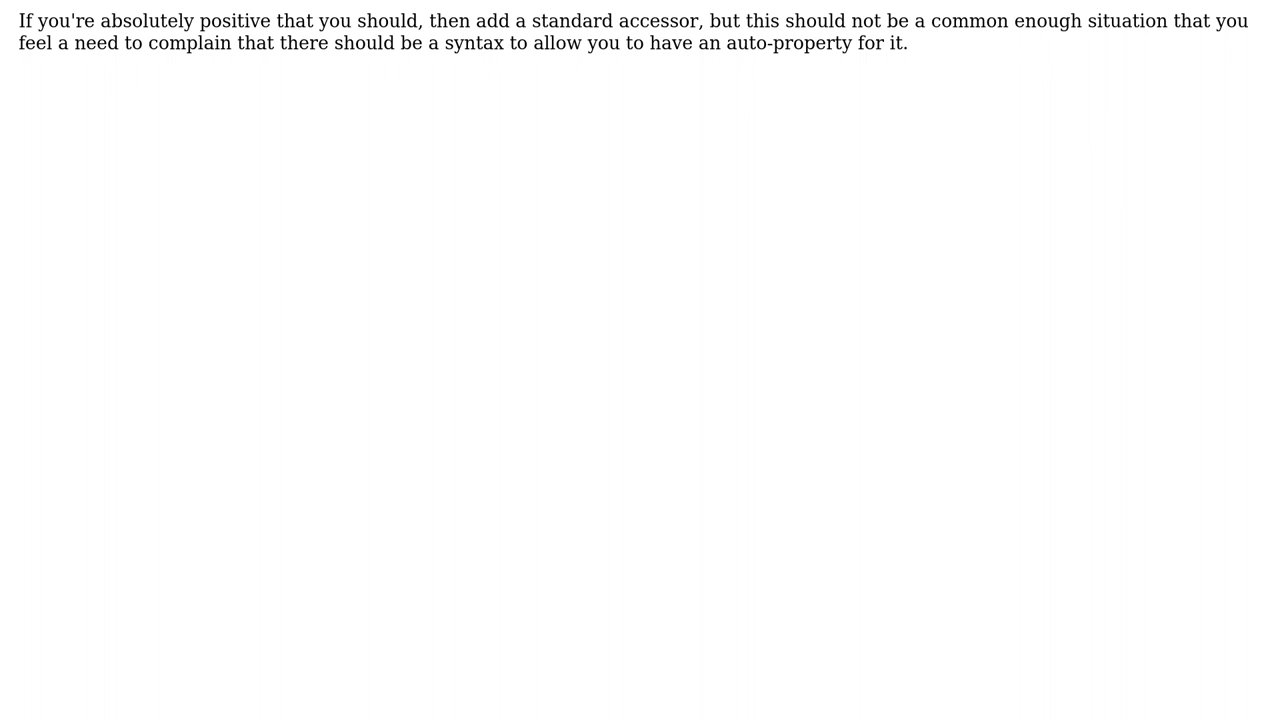 If you're absolutely positive that you should, then add a standard accessor, but this should not be a common enough situation that you
feel a need to complain that there should be a syntax to allow you to have an auto-property for it.